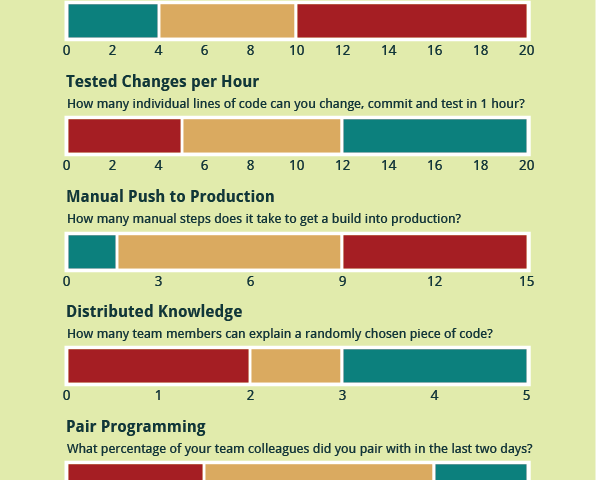 0 2 4 6 8 10 12 14 16 18 20
Tested Changes per Hour
How many individual lines of code can you change, commit and test in 1 hour?
0 2 4 6 8 10 12 14 16 18 20
Manual Push to Production
How many manual steps does it take to get a build into production?
0 3 6 9 12 15
Distributed Knowledge
How many team members can explain a randomly chosen piece of code?
0 1 2 3 4 5
Pair Programming
What percentage of your team colleagues did you pair with in the last two days?